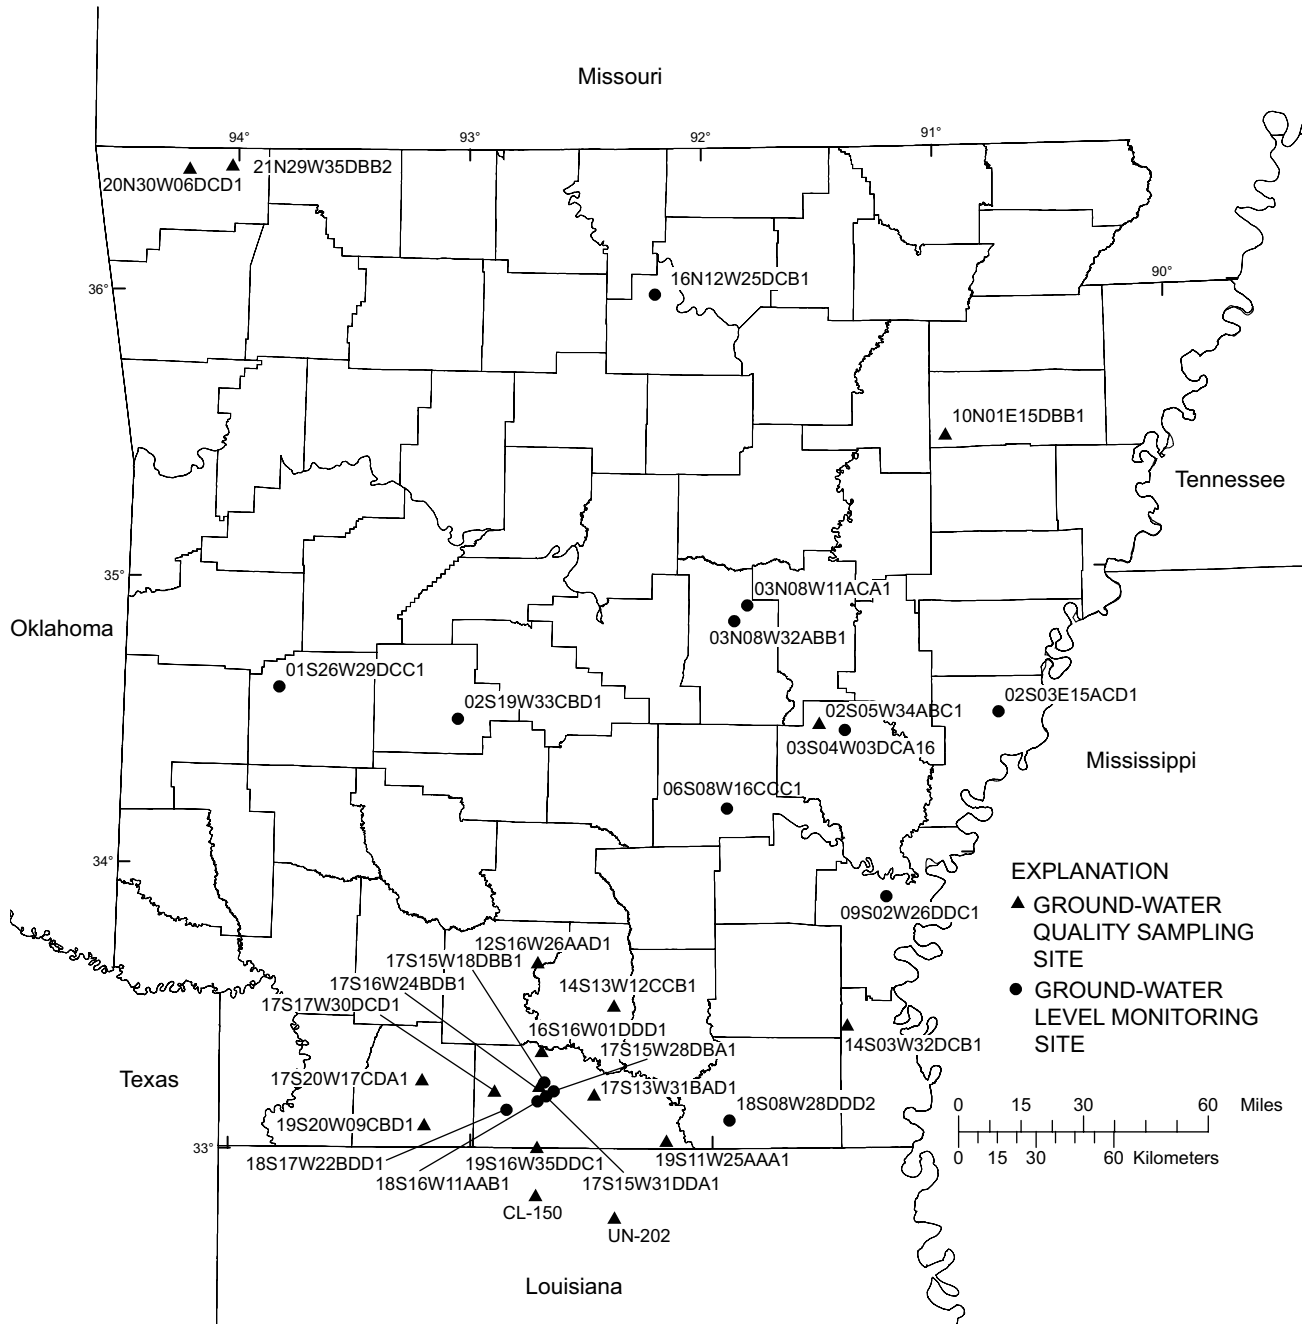 Missouri
94°
93°
92°
91°
21N29W35DBB2
20N30W06DCD1
90°
36°
16N12W25DCB1
10N01E15DBB1
Tennessee
35°
03N08W11ACA1
Oklahoma
03N08W32ABB1
01S26W29DCC1
02S19W33CBD1
02S03E15ACD1
02S05W34ABC1
03S04W03DCA16
Mississippi
06S08W16CCC1
34°
EXPLANATION
GROUND-WATER
QUALITY SAMPLING
SITE
GROUND-WATER
LEVEL MONITORING
SITE
09S02W26DDC1
12S16W26AAD1
17S15W18DBB1
17S16W24BDB1
14S13W12CCB1
17S17W30DCD1
16S16W01DDD1
17S15W28DBA1
14S03W32DCB1
Texas
17S20W17CDA1
17S13W31BAD1
18S08W28DDD2
19S20W09CBD1
33°
18S17W22BDD1
19S16W35DDC1
19S11W25AAA1
18S16W11AAB1
17S15W31DDA1
0 15 30 60 Miles
0 15 30 60 Kilometers
CL-150
UN-202
Louisiana